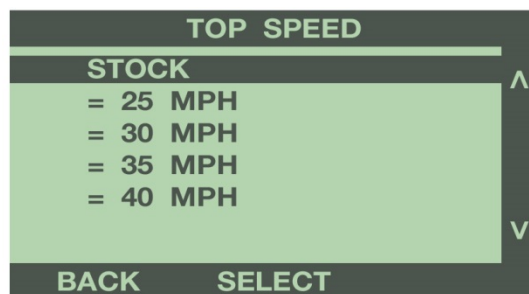 TOP SPEED
STOCK
= 25 MPH
= 30 MPH
= 35 MPH
= 40 MPH
BACK SELECT